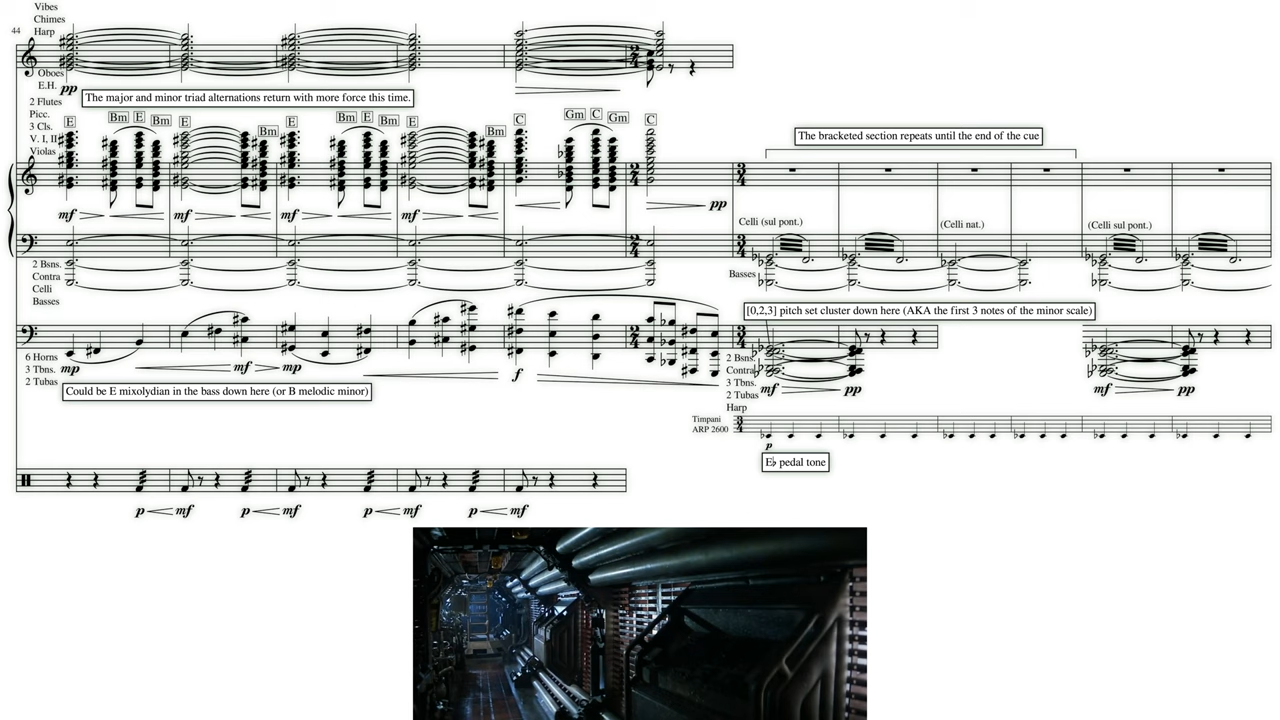 Vibes
Chimes
Harp
44
Oboes
E.H.
pp
The major and minor triad alternations return with more force this time.
2 Flutes
Picc.
3 Cls.
V. I, II
Violas
E Bm E Bm E Bm E Bm E Bm E Bm C Gm C Gm C
The bracketed section repeats until the end of the cue
mf mf mf mf pp
Celli (sul pont.) (Celli nat.) (Celli sul pont.)
2 Bsns.
Contra
Celli
Basses
Basses
[0,2,3] pitch set cluster down here (AKA the first 3 notes of the minor scale)
6 Horns
3 Tbns.
2 Tubas
mp mf mp f
2 Bsns.
Contra
3 Tbns.
2 Tubas
Harp
mf pp mf pp
Could be E mixolydian in the bass down here (or B melodic minor)
Timpani
ARP 2600
3 4
2 4
p
E♭ pedal tone
p mf p mf p mf p mf